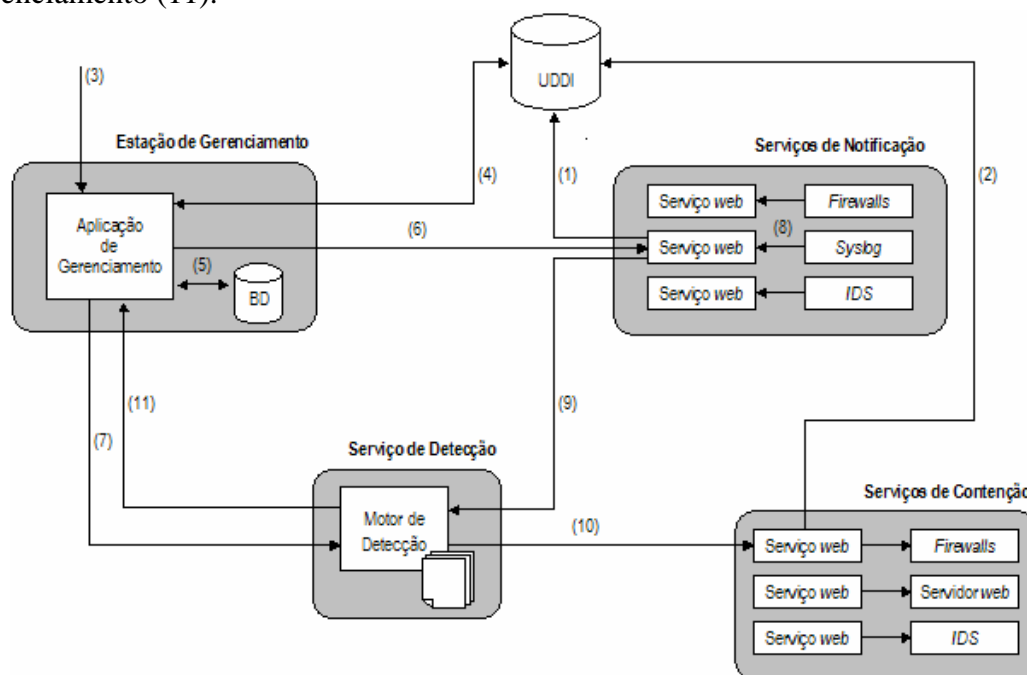 enciamento (11).
(3)
UDDI
Estação de Gerenciamento
Serviços de Notificação
(4)
(1)
(2)
Aplicação
de
Gerenciamento
(5)
BD
(6)
Serviço web
Firewalls
(8)
Serviço web
Syslog
Serviço web
IDS
(11)
(9)
(7)
Serviço de Detecção
Motor de
Detecção
(10)
Serviços de Contenção
Serviço web
Firewalls
Serviço web
Servidor web
Serviço web
IDS